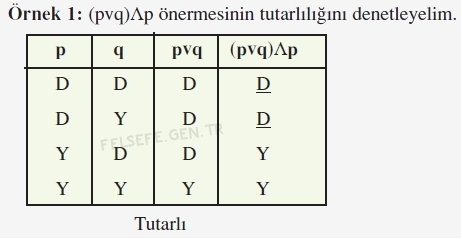 Örnek 1: (pvq)Λp önermesinin tutarlılığını denetleyelim.
p q pvq (pvq)Λp
D D D D
D Y D D
FELSEFE.GEN.TR
Y D D Y
Y Y Y Y
Tutarlı